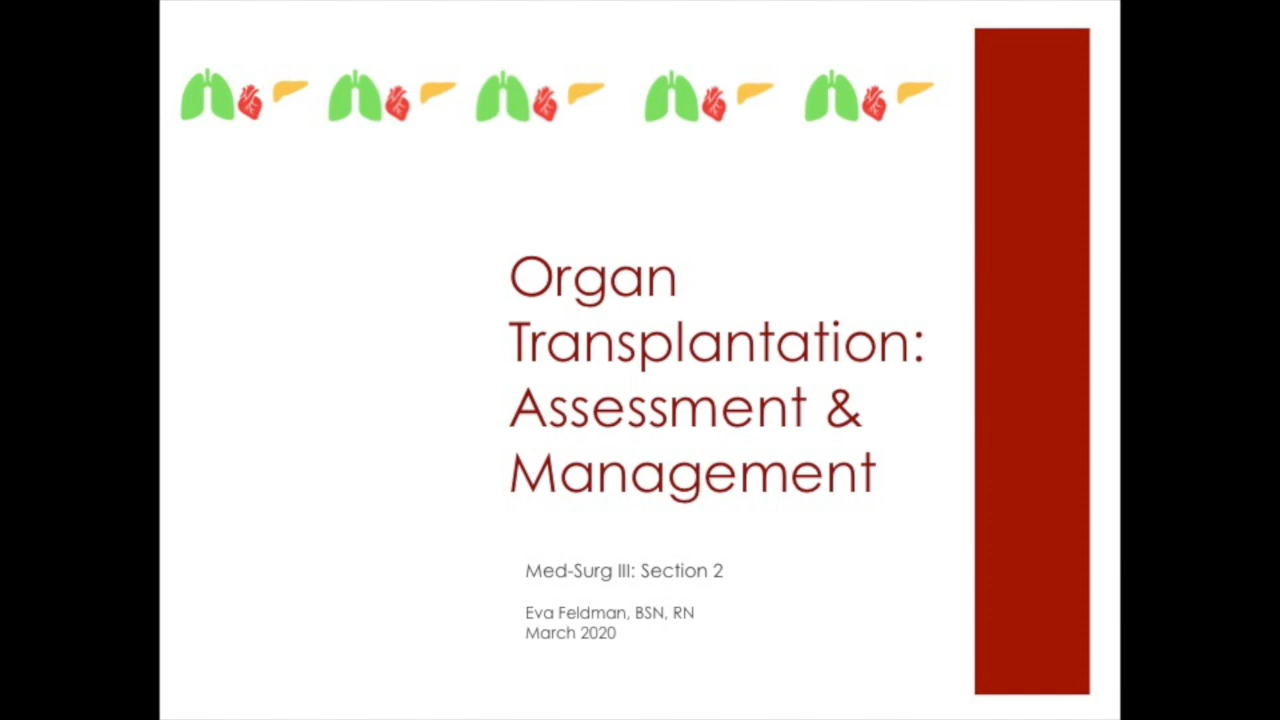 Organ
Transplantation:
Assessment &
Management
Med-Surg III: Section 2
Eva Feldman, BSN, RN
March 2020